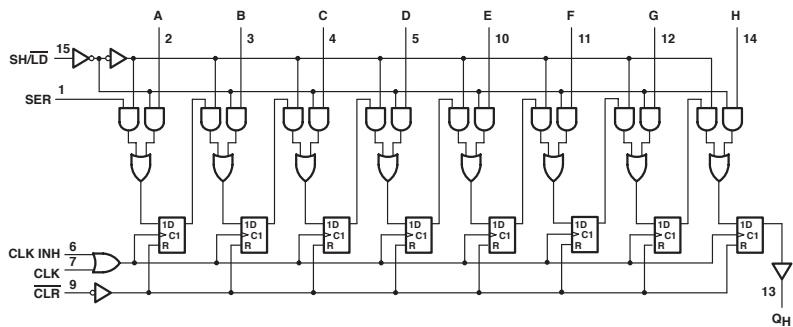 A B C D E F G H
2 3 4 5 10 11 12 14
SH/LD 15
SER 1
1D 1D 1D 1D 1D 1D 1D 1D
C1 C1 C1 C1 C1 C1 C1 C1
R R R R R R R R
CLK INH 6
CLK 7
CLR 9
13
QH